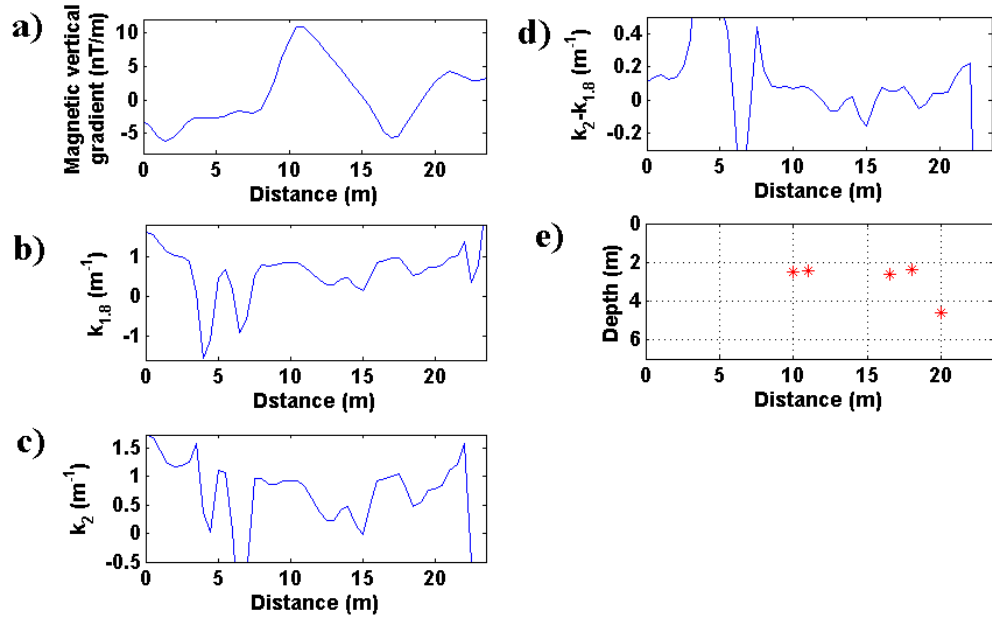 a)
Magnetic vertical
gradient (nT/m)
10
5
0
-5
0 5 10 15 20
Distance (m)
b)
k1.8 (m-1)
1
0
-1
0 5 10 15 20
Dstance (m)
c)
k2 (m-1)
1.5
1
0.5
0
-0.5
0 5 10 15 20
Distance (m)
d)
k2-k1.8 (m-1)
0.4
0.2
0
-0.2
0 5 10 15 20
Distance (m)
e)
Depth (m)
0
2
4
6
0 5 10 15 20
Distance (m)